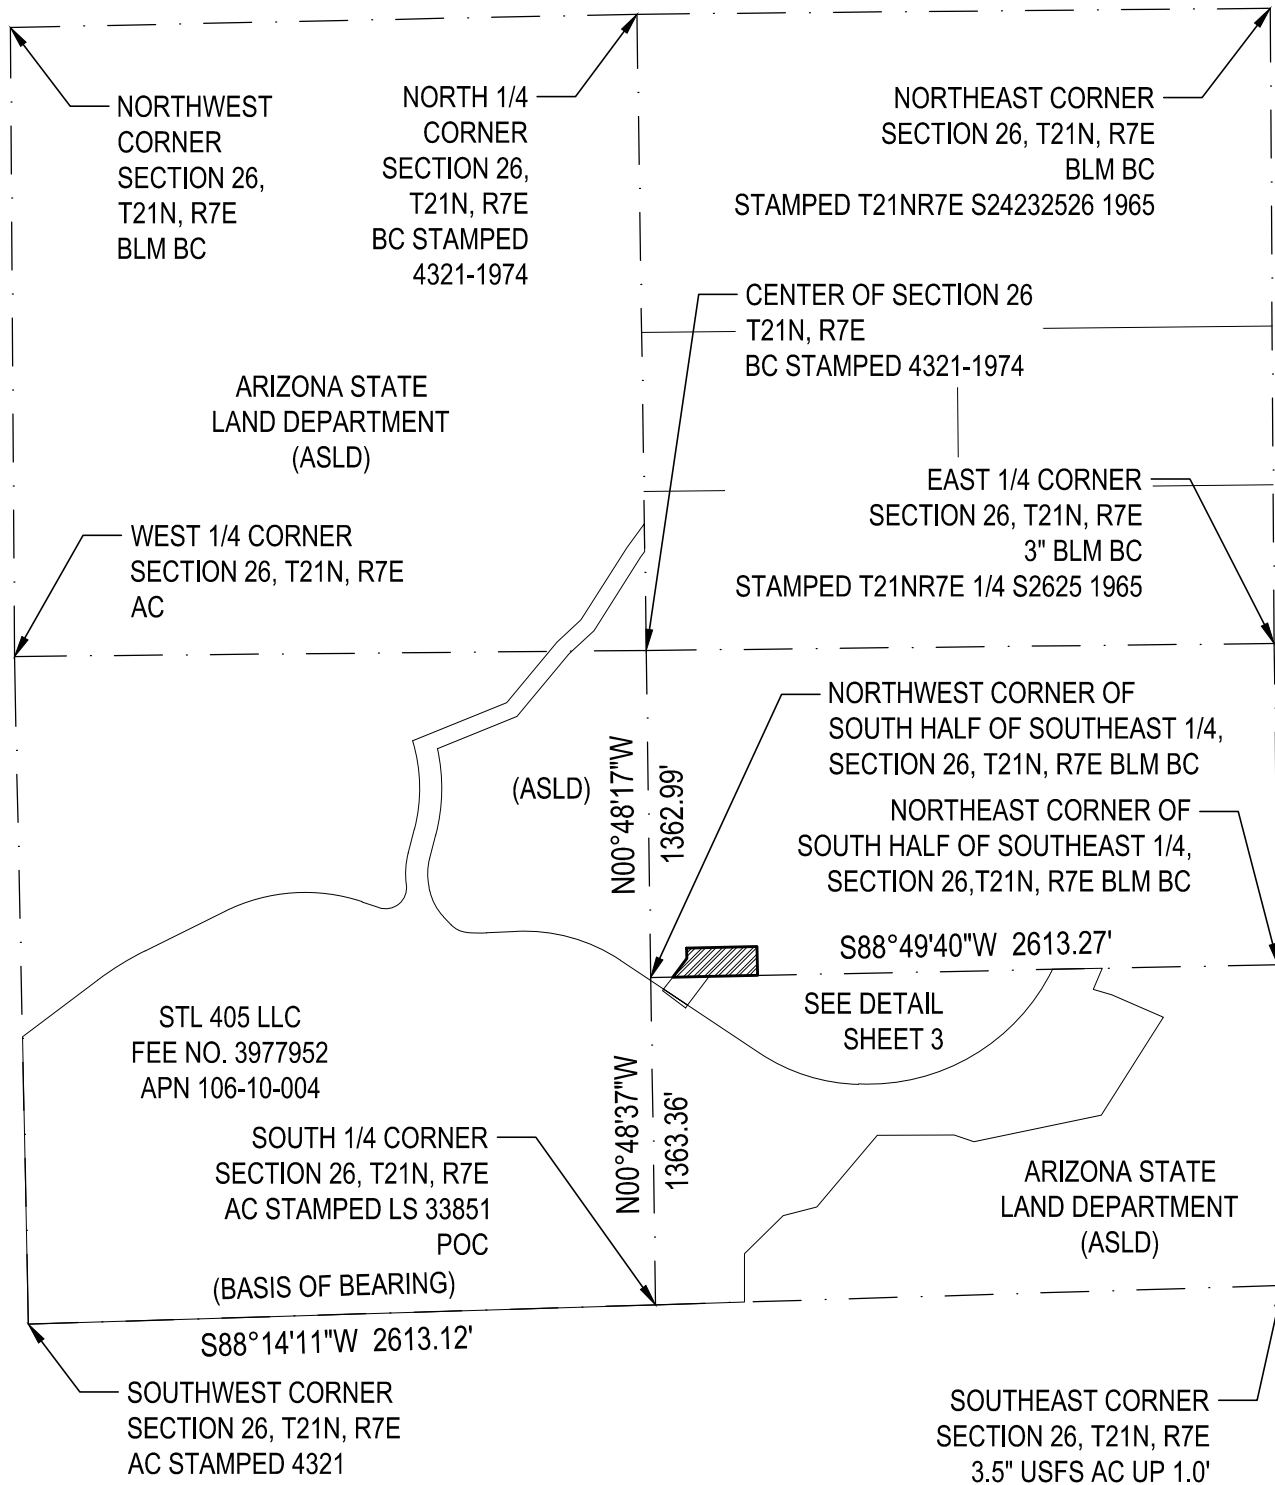 NORTHWEST
CORNER
SECTION 26,
T21N, R7E
BLM BC
NORTH 1/4
CORNER
SECTION 26,
T21N, R7E
BC STAMPED
4321-1974
NORTHEAST CORNER
SECTION 26, T21N, R7E
BLM BC
STAMPED T21NR7E S24232526 1965
CENTER OF SECTION 26
T21N, R7E
BC STAMPED 4321-1974
ARIZONA STATE
LAND DEPARTMENT
(ASLD)
EAST 1/4 CORNER
SECTION 26, T21N, R7E
3" BLM BC
STAMPED T21NR7E 1/4 S2625 1965
WEST 1/4 CORNER
SECTION 26, T21N, R7E
AC
NORTHWEST CORNER OF
SOUTH HALF OF SOUTHEAST 1/4,
SECTION 26, T21N, R7E BLM BC
(ASLD)
N00°48'17"W
1362.99'
NORTHEAST CORNER OF
SOUTH HALF OF SOUTHEAST 1/4,
SECTION 26,T21N, R7E BLM BC
S88°49'40"W 2613.27'
SEE DETAIL
SHEET 3
STL 405 LLC
FEE NO. 3977952
APN 106-10-004
N00°48'37"W
1363.36'
SOUTH 1/4 CORNER
SECTION 26, T21N, R7E
AC STAMPED LS 33851
POC
ARIZONA STATE
LAND DEPARTMENT
(ASLD)
(BASIS OF BEARING)
S88°14'11"W 2613.12'
SOUTHWEST CORNER
SECTION 26, T21N, R7E
AC STAMPED 4321
SOUTHEAST CORNER
SECTION 26, T21N, R7E
3.5" USFS AC UP 1.0'